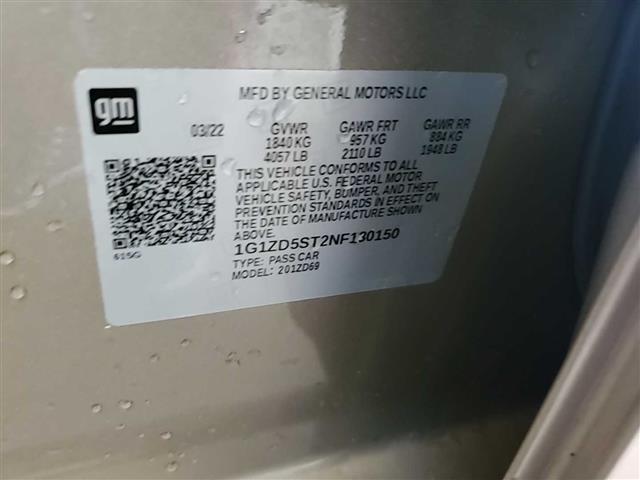 gm
MFD BY GENERAL MOTORS LLC
03/22 GVWR GAWR FRT GAWR RR
1840 KG 957 KG 884 KG
4057 LB 2110 LB 1948 LB
THIS VEHICLE CONFORMS TO ALL
APPLICABLE U.S. FEDERAL MOTOR
VEHICLE SAFETY, BUMPER, AND THEFT
PREVENTION STANDARDS IN EFFECT ON
THE DATE OF MANUFACTURE SHOWN
ABOVE.
1G1ZD5ST2NF130150
TYPE: PASS CAR
MODEL: 201ZD69
615G